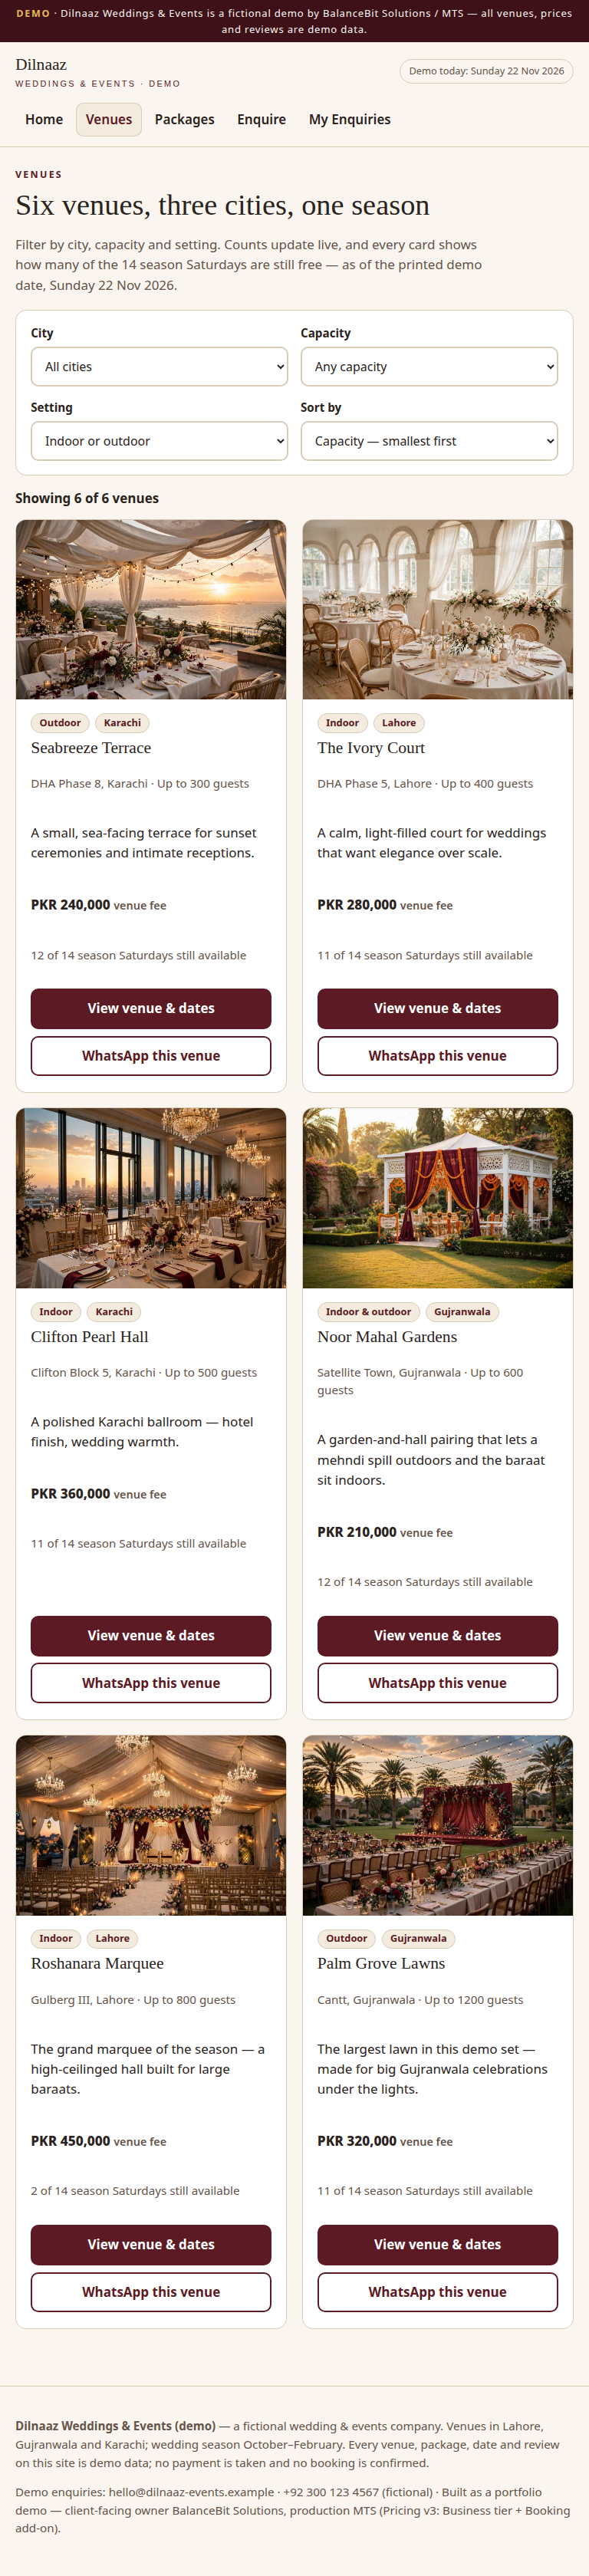 DEMO · Dilnaaz Weddings & Events is a fictional demo by BalanceBit Solutions / MTS — all venues, prices
and reviews are demo data.
Dilnaaz
WEDDINGS & EVENTS · DEMO
Demo today: Sunday 22 Nov 2026
Home Venues Packages Enquire My Enquiries
VENUES
Six venues, three cities, one season
Filter by city, capacity and setting. Counts update live, and every card shows
how many of the 14 season Saturdays are still free — as of the printed demo
date, Sunday 22 Nov 2026.
City
All cities
Capacity
Any capacity
Setting
Indoor or outdoor
Sort by
Capacity — smallest first
Showing 6 of 6 venues
Outdoor Karachi
Seabreeze Terrace
DHA Phase 8, Karachi · Up to 300 guests
A small, sea-facing terrace for sunset
ceremonies and intimate receptions.
PKR 240,000 venue fee
12 of 14 season Saturdays still available
View venue & dates
WhatsApp this venue
Indoor Lahore
The Ivory Court
DHA Phase 5, Lahore · Up to 400 guests
A calm, light-filled court for weddings
that want elegance over scale.
PKR 280,000 venue fee
11 of 14 season Saturdays still available
View venue & dates
WhatsApp this venue
Indoor Karachi
Clifton Pearl Hall
Clifton Block 5, Karachi · Up to 500 guests
A polished Karachi ballroom — hotel
finish, wedding warmth.
PKR 360,000 venue fee
11 of 14 season Saturdays still available
View venue & dates
WhatsApp this venue
Indoor & outdoor Gujranwala
Noor Mahal Gardens
Satellite Town, Gujranwala · Up to 600
guests
A garden-and-hall pairing that lets a
mehndi spill outdoors and the baraat
sit indoors.
PKR 210,000 venue fee
12 of 14 season Saturdays still available
View venue & dates
WhatsApp this venue
Indoor Lahore
Roshanara Marquee
Gulberg III, Lahore · Up to 800 guests
The grand marquee of the season — a
high-ceilinged hall built for large
baraats.
PKR 450,000 venue fee
2 of 14 season Saturdays still available
View venue & dates
WhatsApp this venue
Outdoor Gujranwala
Palm Grove Lawns
Cantt, Gujranwala · Up to 1200 guests
The largest lawn in this demo set —
made for big Gujranwala celebrations
under the lights.
PKR 320,000 venue fee
11 of 14 season Saturdays still available
View venue & dates
WhatsApp this venue
Dilnaaz Weddings & Events (demo) — a fictional wedding & events company. Venues in Lahore,
Gujranwala and Karachi; wedding season October–February. Every venue, package, date and review
on this site is demo data; no payment is taken and no booking is confirmed.
Demo enquiries: hello@dilnaaz-events.example · +92 300 123 4567 (fictional) · Built as a portfolio
demo — client-facing owner BalanceBit Solutions, production MTS (Pricing v3: Business tier + Booking
add-on).